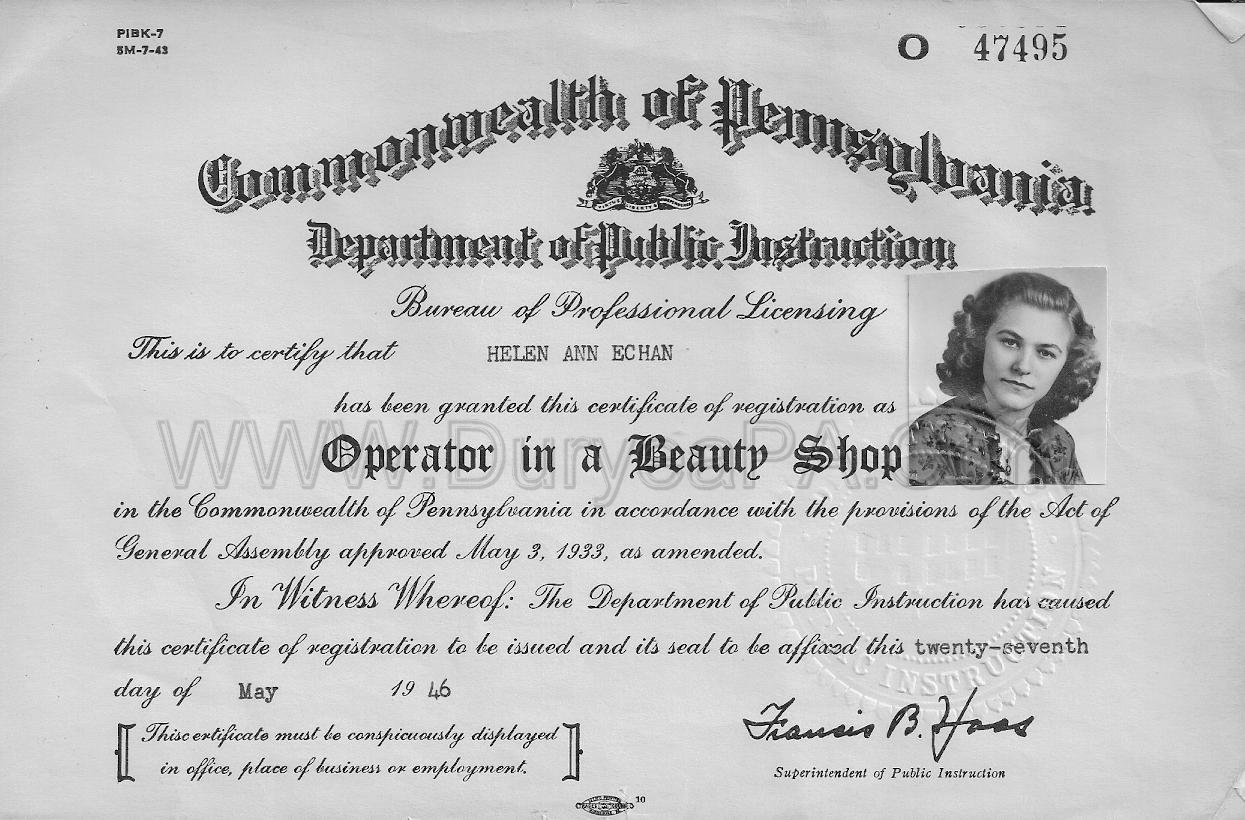 PIBK-7
5M-7-43
O 47495
Commonwealth of Pennsylvania
Department of Public Instruction
Bureau of Professional Licensing
This is to certify that HELEN ANN ECHAN
has been granted this certificate of registration as
www.DuryeaPA.com
Operator in a Beauty Shop
in the Commonwealth of Pennsylvania in accordance with the provisions of the Act of
General Assembly approved May 3, 1933, as amended.
In Witness Whereof: The Department of Public Instruction has caused
this certificate of registration to be issued and its seal to be affixed this twenty-seventh
day of May 19 46
Francis B. Haas
Superintendent of Public Instruction
Thisc ertificate must be conspicuously displayed
in office, place of business or employment.
10